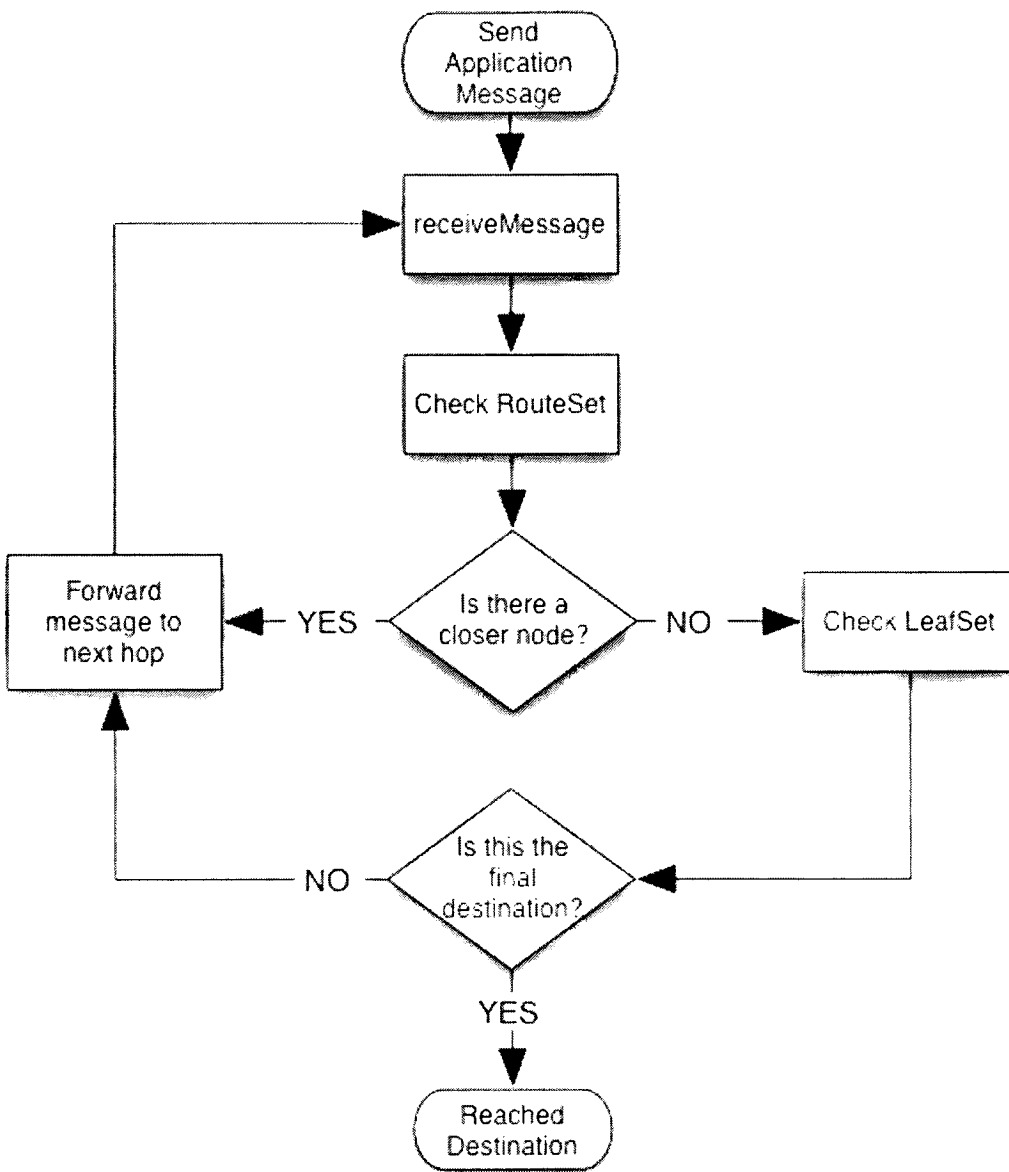 Send
Application
Message
receiveMessage
Check RouteSet
Is there a
closer node?
YES
NO
Forward
message to
next hop
Check LeafSet
Is this the
final
destination?
NO
YES
Reached
Destination